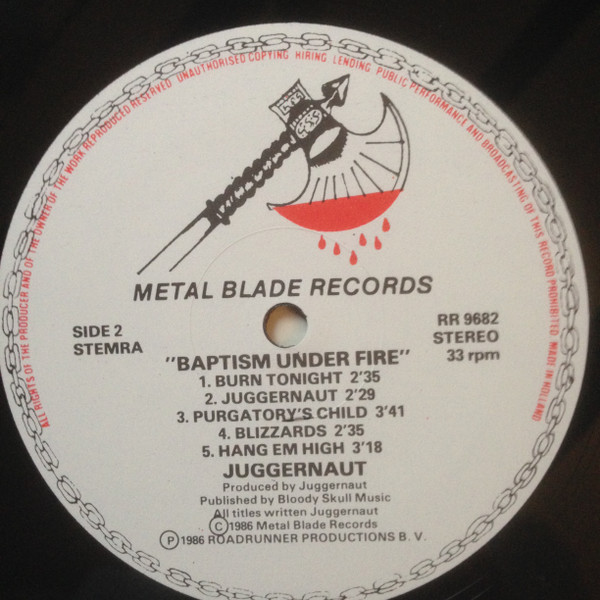 ALL RIGHTS OF THE PRODUCER AND OF THE OWNER OF THE WORK REPRODUCED RESERVED UNAUTHORISED COPYING HIRING LENDING PUBLIC PERFORMANCE AND BROADCASTING OF THIS RECORD PROHIBITED MADE IN HOLLAND
METAL BLADE RECORDS
SIDE 2
STEMRA
RR 9682
STEREO
33 rpm
"BAPTISM UNDER FIRE"
1. BURN TONIGHT 2'35
2. JUGGERNAUT 2'29
3. PURGATORY'S CHILD 3'41
4. BLIZZARDS 2'35
5. HANG EM HIGH 3'18
JUGGERNAUT
Produced by Juggernaut
Published by Bloody Skull Music
All titles written Juggernaut
Ⓒ 1986 Metal Blade Records
Ⓟ 1986 ROADRUNNER PRODUCTIONS B. V.